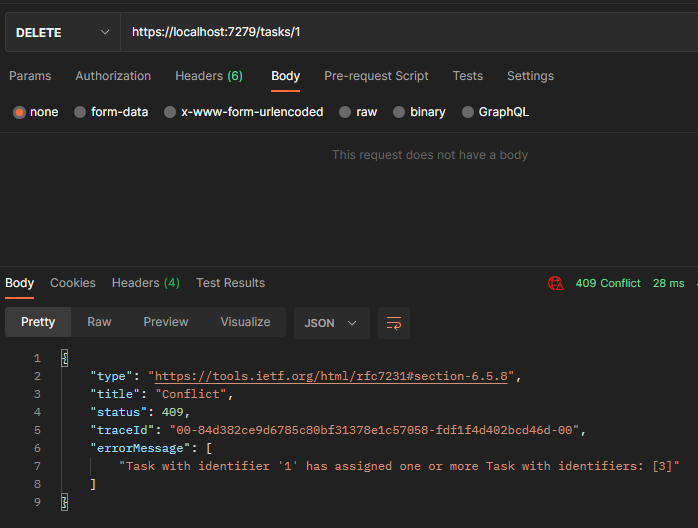 DELETE https://localhost:7279/tasks/1
Params Authorization Headers (6) Body Pre-request Script Tests Settings
none form-data x-www-form-urlencoded raw binary GraphQL
This request does not have a body
Body Cookies Headers (4) Test Results 409 Conflict 28 ms
Pretty Raw Preview Visualize JSON
1 {
2 "type": "https://tools.ietf.org/html/rfc7231#section-6.5.8",
3 "title": "Conflict",
4 "status": 409,
5 "traceId": "00-84d382ce9d6785c80bf31378e1c57058-fdf1f4d402bcd46d-00",
6 "errorMessage": [
7 "Task with identifier '1' has assigned one or more Task with identifiers: [3]"
8 ]
9 }